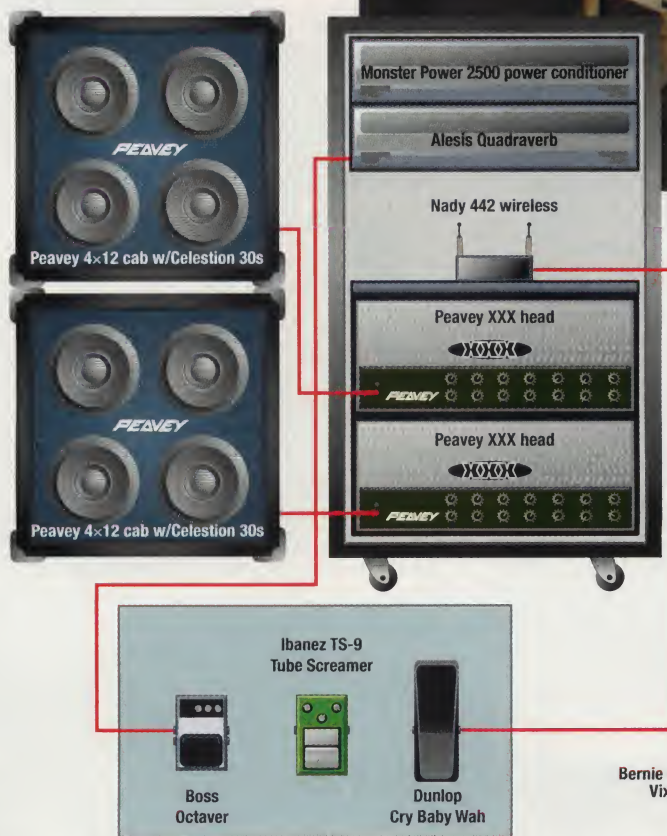 PEAVEY
Peavey 4×12 cab w/Celestion 30s
PEAVEY
Peavey 4×12 cab w/Celestion 30s
Monster Power 2500 power conditioner
Alesis Quadraverb
Nady 442 wireless
Peavey XXX head
XXX
PEAVEY
Peavey XXX head
XXX
PEAVEY
Ibanez TS-9
Tube Screamer
Boss
Octaver
Dunlop
Cry Baby Wah
Bernie
Vix